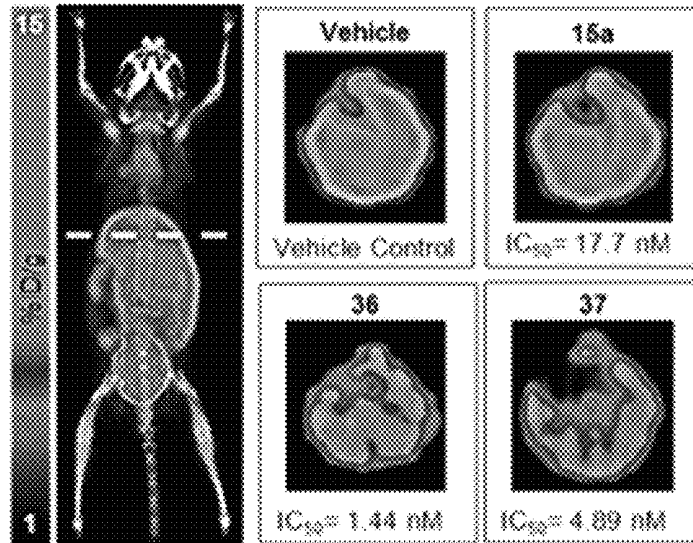 15
1
Vehicle
Vehicle Control
15a
IC50= 17.7 nM
36
IC50= 1.44 nM
37
IC50= 4.89 nM